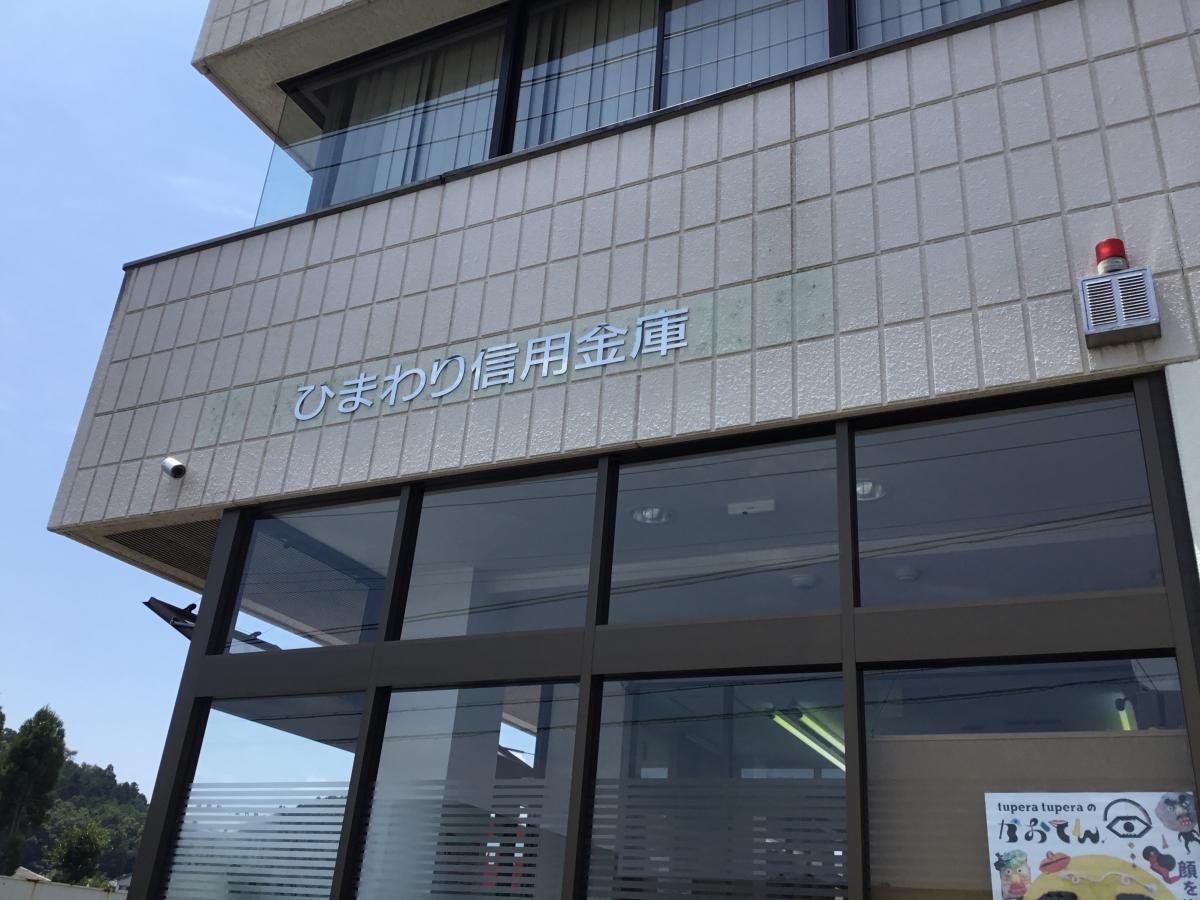 ひまわり信用金庫
tupera tuperaの
かおてん.
顔を